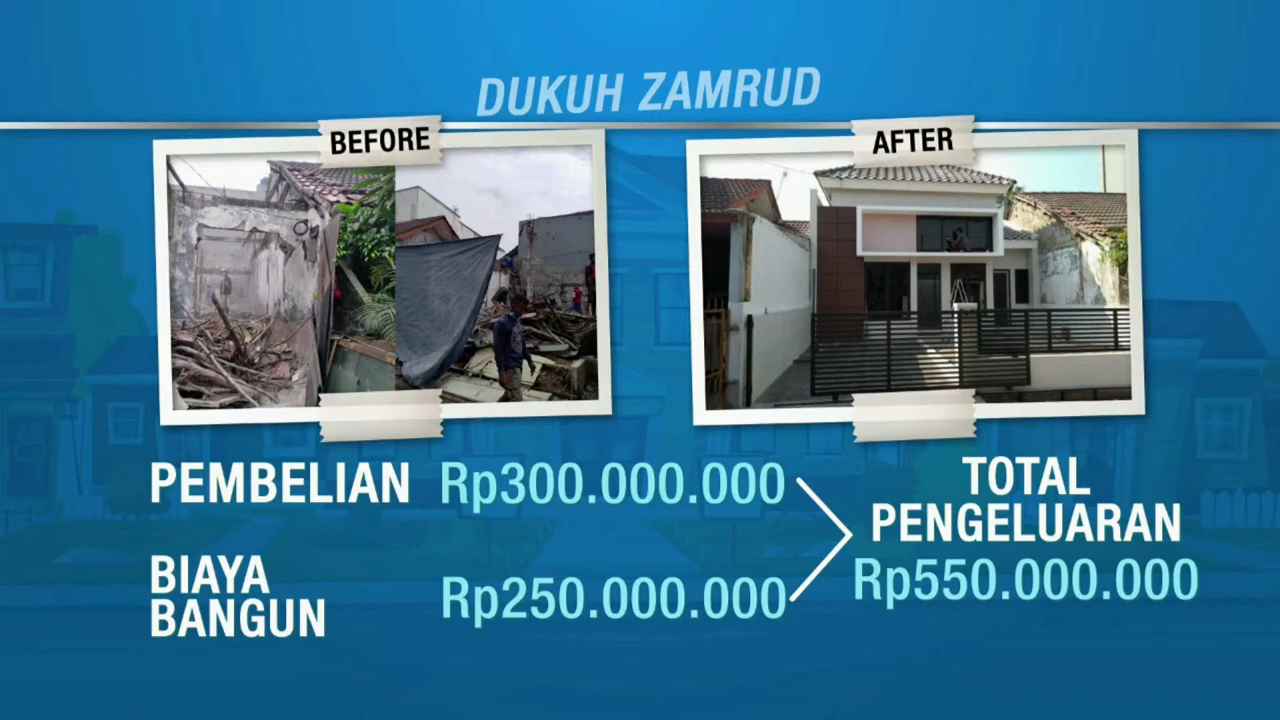 DUKUH ZAMRUD
BEFORE
AFTER
PEMBELIAN Rp300.000.000
BIAYA
BANGUN Rp250.000.000
TOTAL
PENGELUARAN
Rp550.000.000